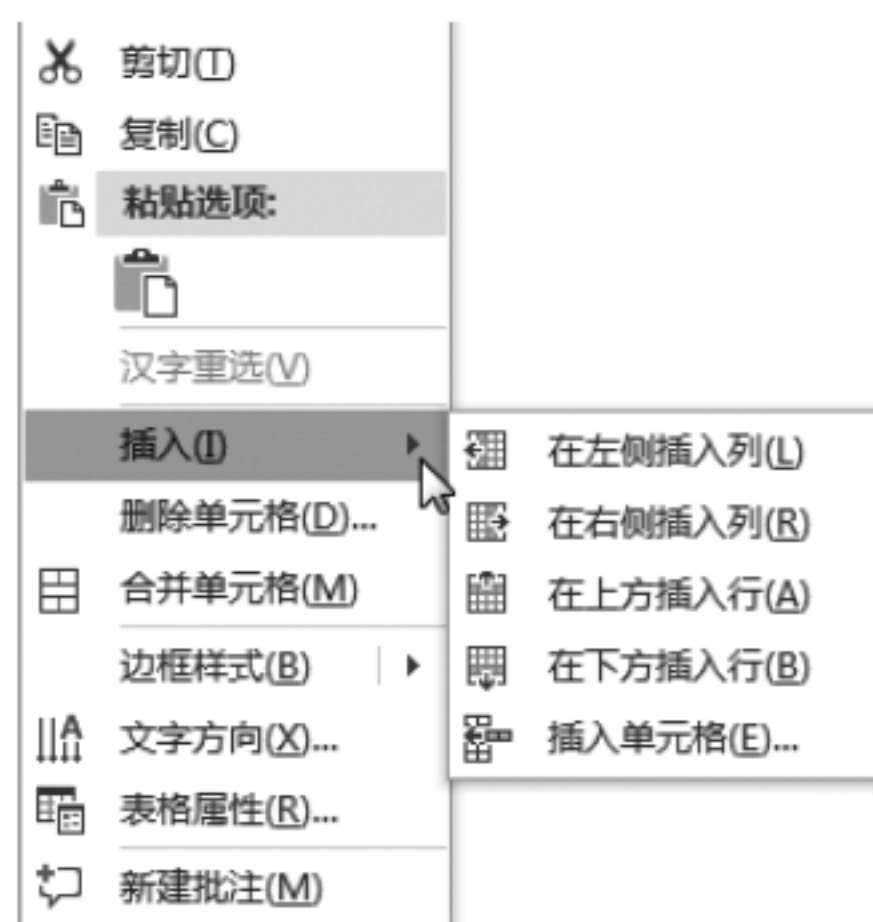 剪切(T)
复制(C)
粘贴选项:
汉字重选(V)
插入(I)
删除单元格(D)...
合并单元格(M)
边框样式(B)
文字方向(X)...
表格属性(R)...
新建批注(M)
在左侧插入列(L)
在右侧插入列(R)
在上方插入行(A)
在下方插入行(B)
插入单元格(E)...